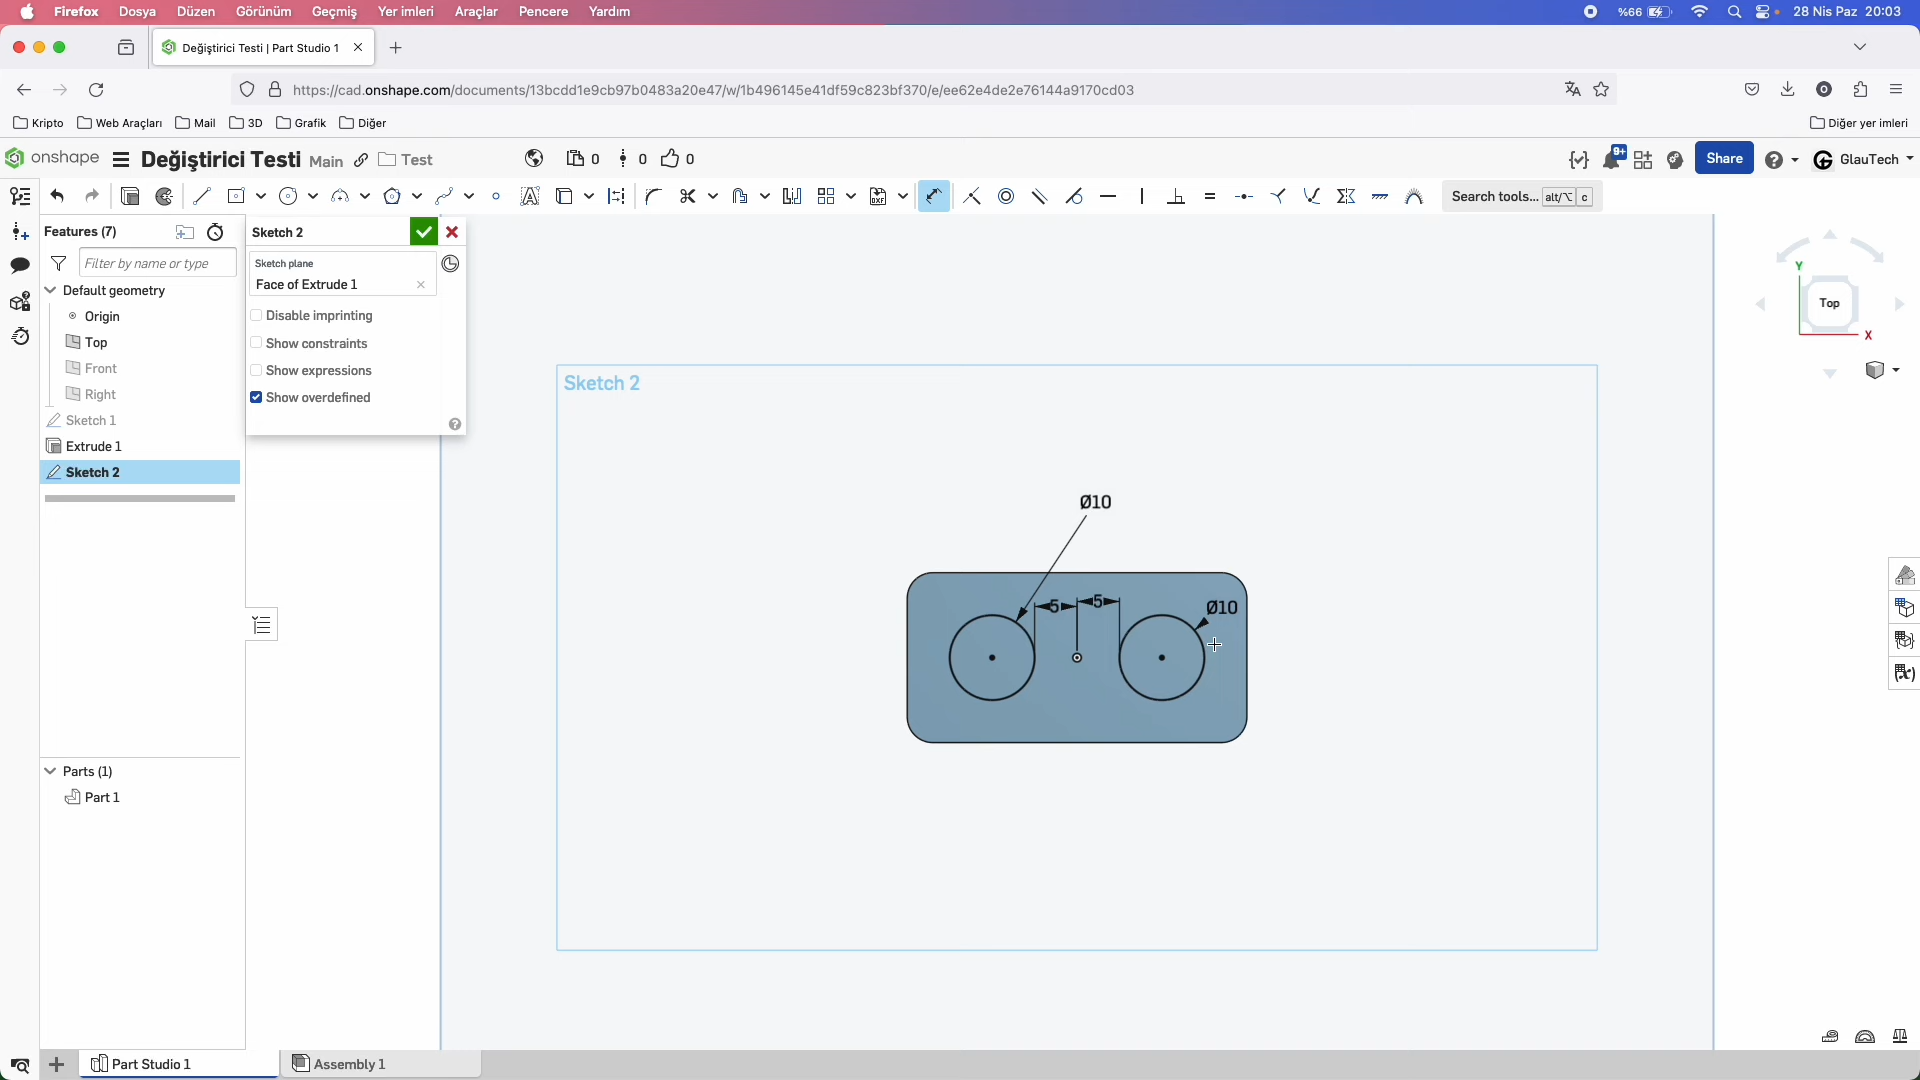 Firefox Dosya Düzen Görünüm Geçmiş Yer imleri Araçlar Pencere Yardım %66 28 Nis Paz 20:03
Değiştirici Testi | Part Studio 1
https://cad.onshape.com/documents/13bcdd1e9cb97b0483a20e47/w/1b496145e41df59c823bf370/e/ee62e4de2e76144a9170cd03
Kripto Web Araçları Mail 3D Grafik Diğer Diğer yer imleri
onshape Değiştirici Testi Main Test 0 0 0 9+ Share GlauTech
Search tools... alt/⌥ c
Features (7)
Filter by name or type
Default geometry
Origin
Top
Front
Right
Sketch 1
Extrude 1
Sketch 2
Parts (1)
Part 1
Sketch 2
Sketch plane
Face of Extrude 1
Disable imprinting
Show constraints
Show expressions
Show overdefined
Sketch 2
Ø10
5 5 Ø10
Y
Top
X
Part Studio 1 Assembly 1